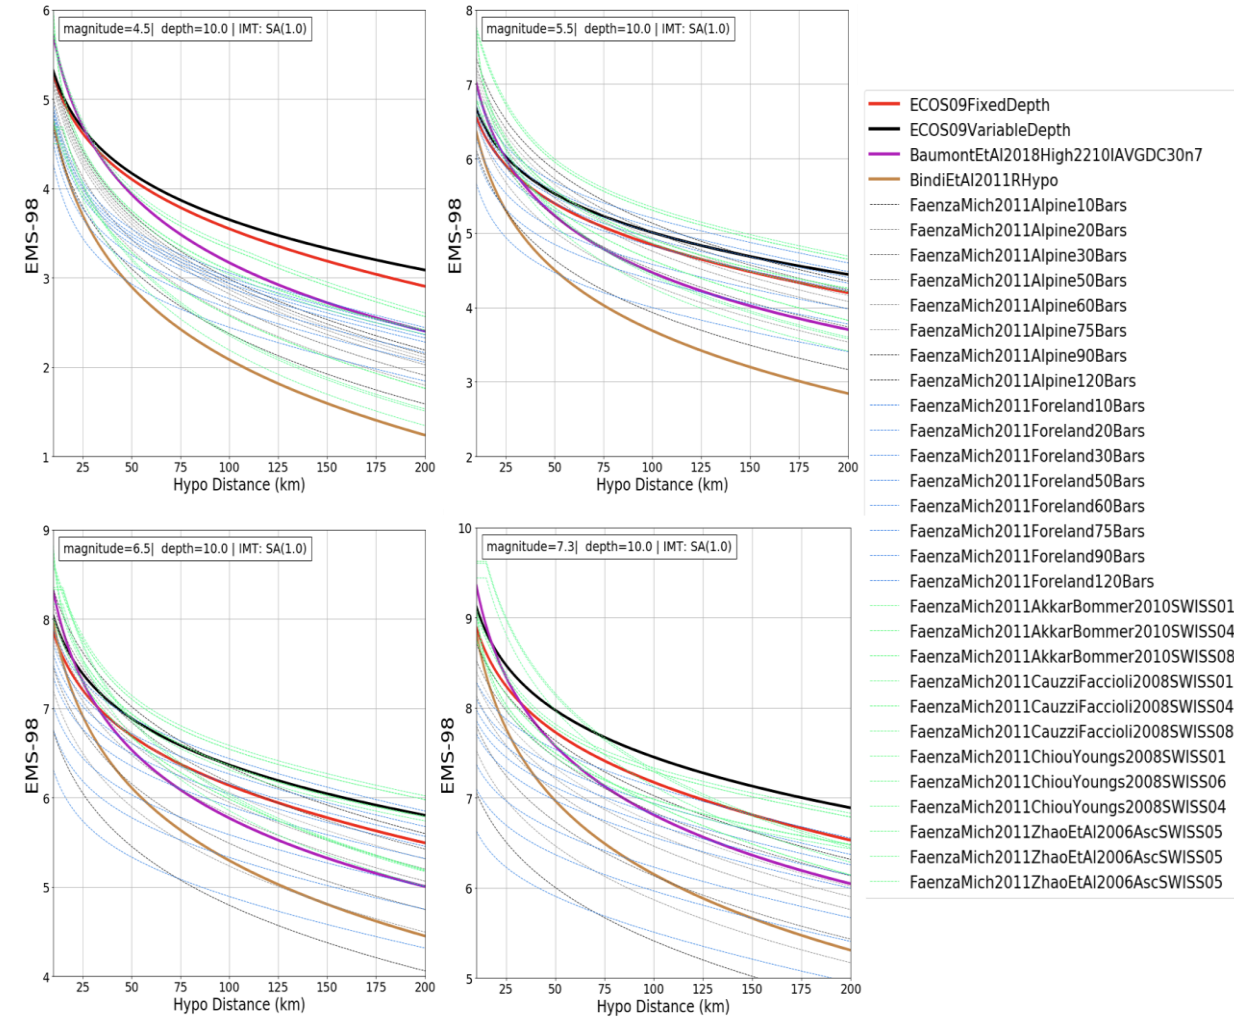 magnitude=4.5| depth=10.0 | IMT: SA(1.0)
6
5
4
3
2
1
EMS-98
25 50 75 100 125 150 175 200
Hypo Distance (km)
magnitude=5.5| depth=10.0 | IMT: SA(1.0)
8
7
6
5
4
3
2
EMS-98
25 50 75 100 125 150 175 200
Hypo Distance (km)
magnitude=6.5| depth=10.0 | IMT: SA(1.0)
9
8
7
6
5
4
EMS-98
25 50 75 100 125 150 175 200
Hypo Distance (km)
magnitude=7.3| depth=10.0 | IMT: SA(1.0)
10
9
8
7
6
5
EMS-98
25 50 75 100 125 150 175 200
Hypo Distance (km)
ECOS09FixedDepth
ECOS09VariableDepth
BaumontEtAl2018High2210IAVGDC30n7
BindiEtAl2011RHypo
FaenzaMich2011Alpine10Bars
FaenzaMich2011Alpine20Bars
FaenzaMich2011Alpine30Bars
FaenzaMich2011Alpine50Bars
FaenzaMich2011Alpine60Bars
FaenzaMich2011Alpine75Bars
FaenzaMich2011Alpine90Bars
FaenzaMich2011Alpine120Bars
FaenzaMich2011Foreland10Bars
FaenzaMich2011Foreland20Bars
FaenzaMich2011Foreland30Bars
FaenzaMich2011Foreland50Bars
FaenzaMich2011Foreland60Bars
FaenzaMich2011Foreland75Bars
FaenzaMich2011Foreland90Bars
FaenzaMich2011Foreland120Bars
FaenzaMich2011AkkarBommer2010SWISS01
FaenzaMich2011AkkarBommer2010SWISS04
FaenzaMich2011AkkarBommer2010SWISS08
FaenzaMich2011CauzziFaccioli2008SWISS01
FaenzaMich2011CauzziFaccioli2008SWISS04
FaenzaMich2011CauzziFaccioli2008SWISS08
FaenzaMich2011ChiouYoungs2008SWISS01
FaenzaMich2011ChiouYoungs2008SWISS06
FaenzaMich2011ChiouYoungs2008SWISS04
FaenzaMich2011ZhaoEtAl2006AscSWISS05
FaenzaMich2011ZhaoEtAl2006AscSWISS05
FaenzaMich2011ZhaoEtAl2006AscSWISS05